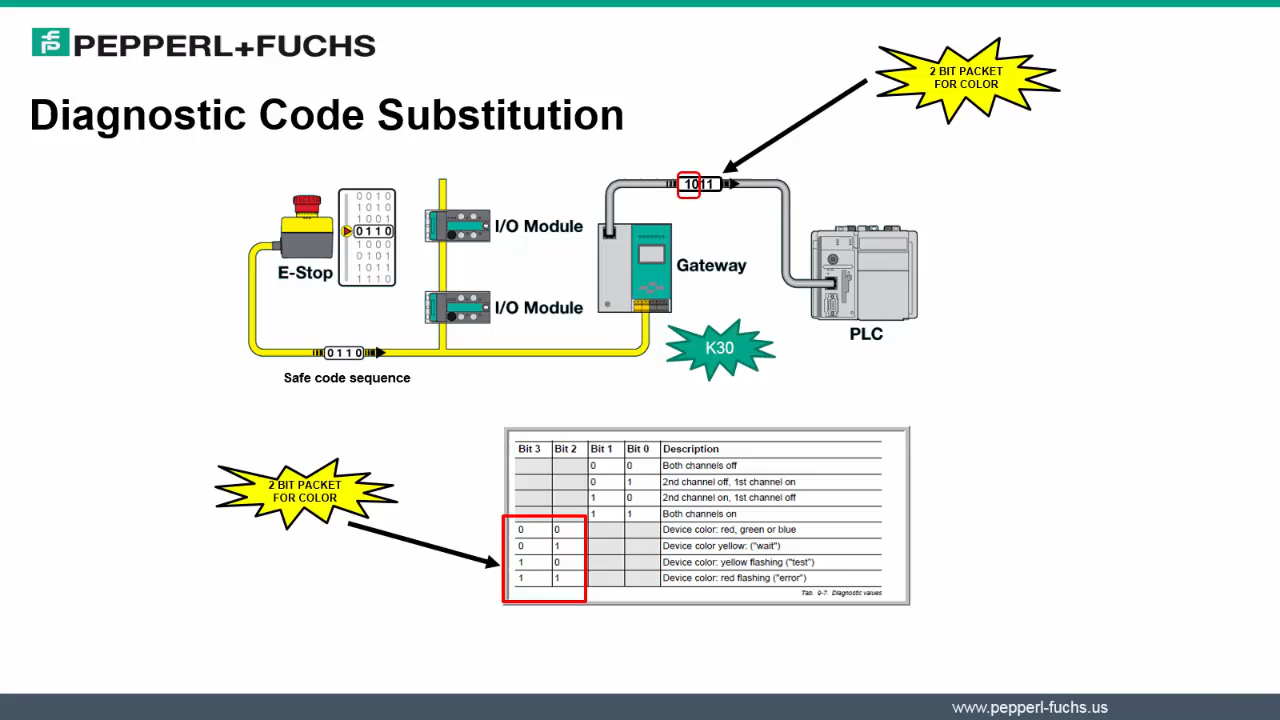 PEPPERL+FUCHS
Diagnostic Code Substitution
2 BIT PACKET
FOR COLOR
1011
0 0 1 0
1 0 1 0
1 0 0 1
0 1 1 0
1 0 0 0
0 1 0 1
1 0 1 1
1 1 1 0
E-Stop
I/O Module
I/O Module
Gateway
PLC
K30
0 1 1 0
Safe code sequence
2 BIT PACKET
FOR COLOR
Bit 3 Bit 2 Bit 1 Bit 0 Description
0 0 Both channels off
0 1 2nd channel off, 1st channel on
1 0 2nd channel on, 1st channel off
1 1 Both channels on
0 0 Device color: red, green or blue
0 1 Device color yellow: ("wait")
1 0 Device color: yellow flashing ("test")
1 1 Device color: red flashing ("error")
Tab. 9-7. Diagnostic values
www.pepperl-fuchs.us